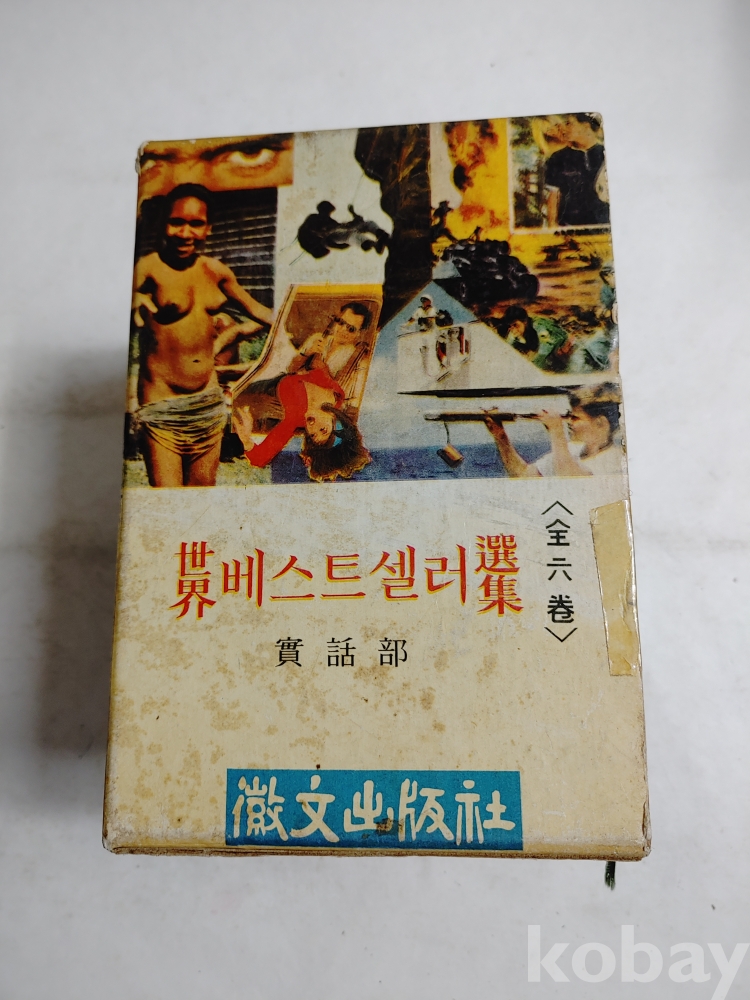 世界 베스트셀러 選集
〈全六卷〉
實話部
徽文出版社
kobay